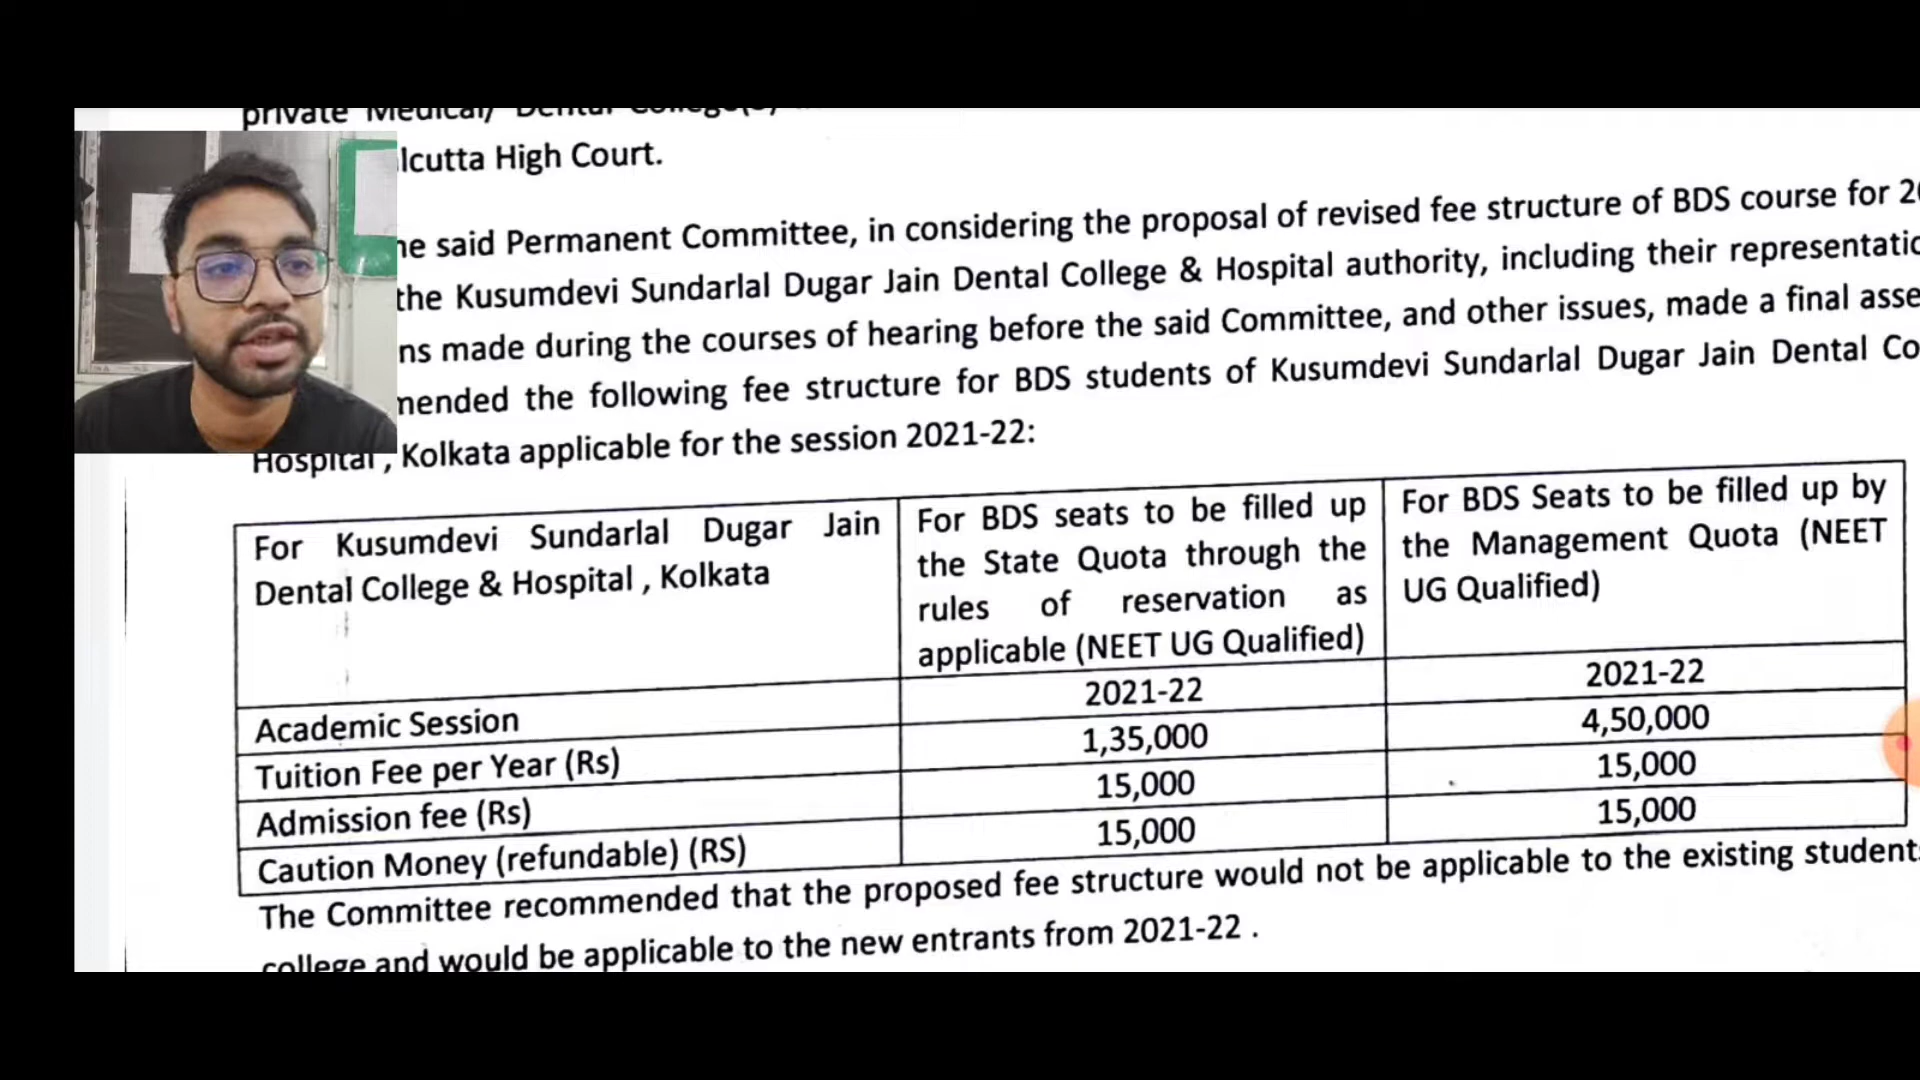 private Medical/ Dental College(s)
lcutta High Court.
he said Permanent Committee, in considering the proposal of revised fee structure of BDS course for
the Kusumdevi Sundarlal Dugar Jain Dental College & Hospital authority, including their
ns made during the courses of hearing before the said Committee, and other issues, made a final
mended the following fee structure for BDS students of Kusumdevi Sundarlal Dugar Jain Dental
Hospital , Kolkata applicable for the session 2021-22:
For Kusumdevi Sundarlal Dugar Jain
Dental College & Hospital , Kolkata
For BDS seats to be filled up
the State Quota through the
rules of reservation as
applicable (NEET UG Qualified)
For BDS Seats to be filled up by
the Management Quota (NEET
UG Qualified)
Academic Session 2021-22 2021-22
Tuition Fee per Year (Rs) 1,35,000 4,50,000
Admission fee (Rs) 15,000 15,000
Caution Money (refundable) (RS) 15,000 15,000
The Committee recommended that the proposed fee structure would not be applicable to the existing students
college and would be applicable to the new entrants from 2021-22 .